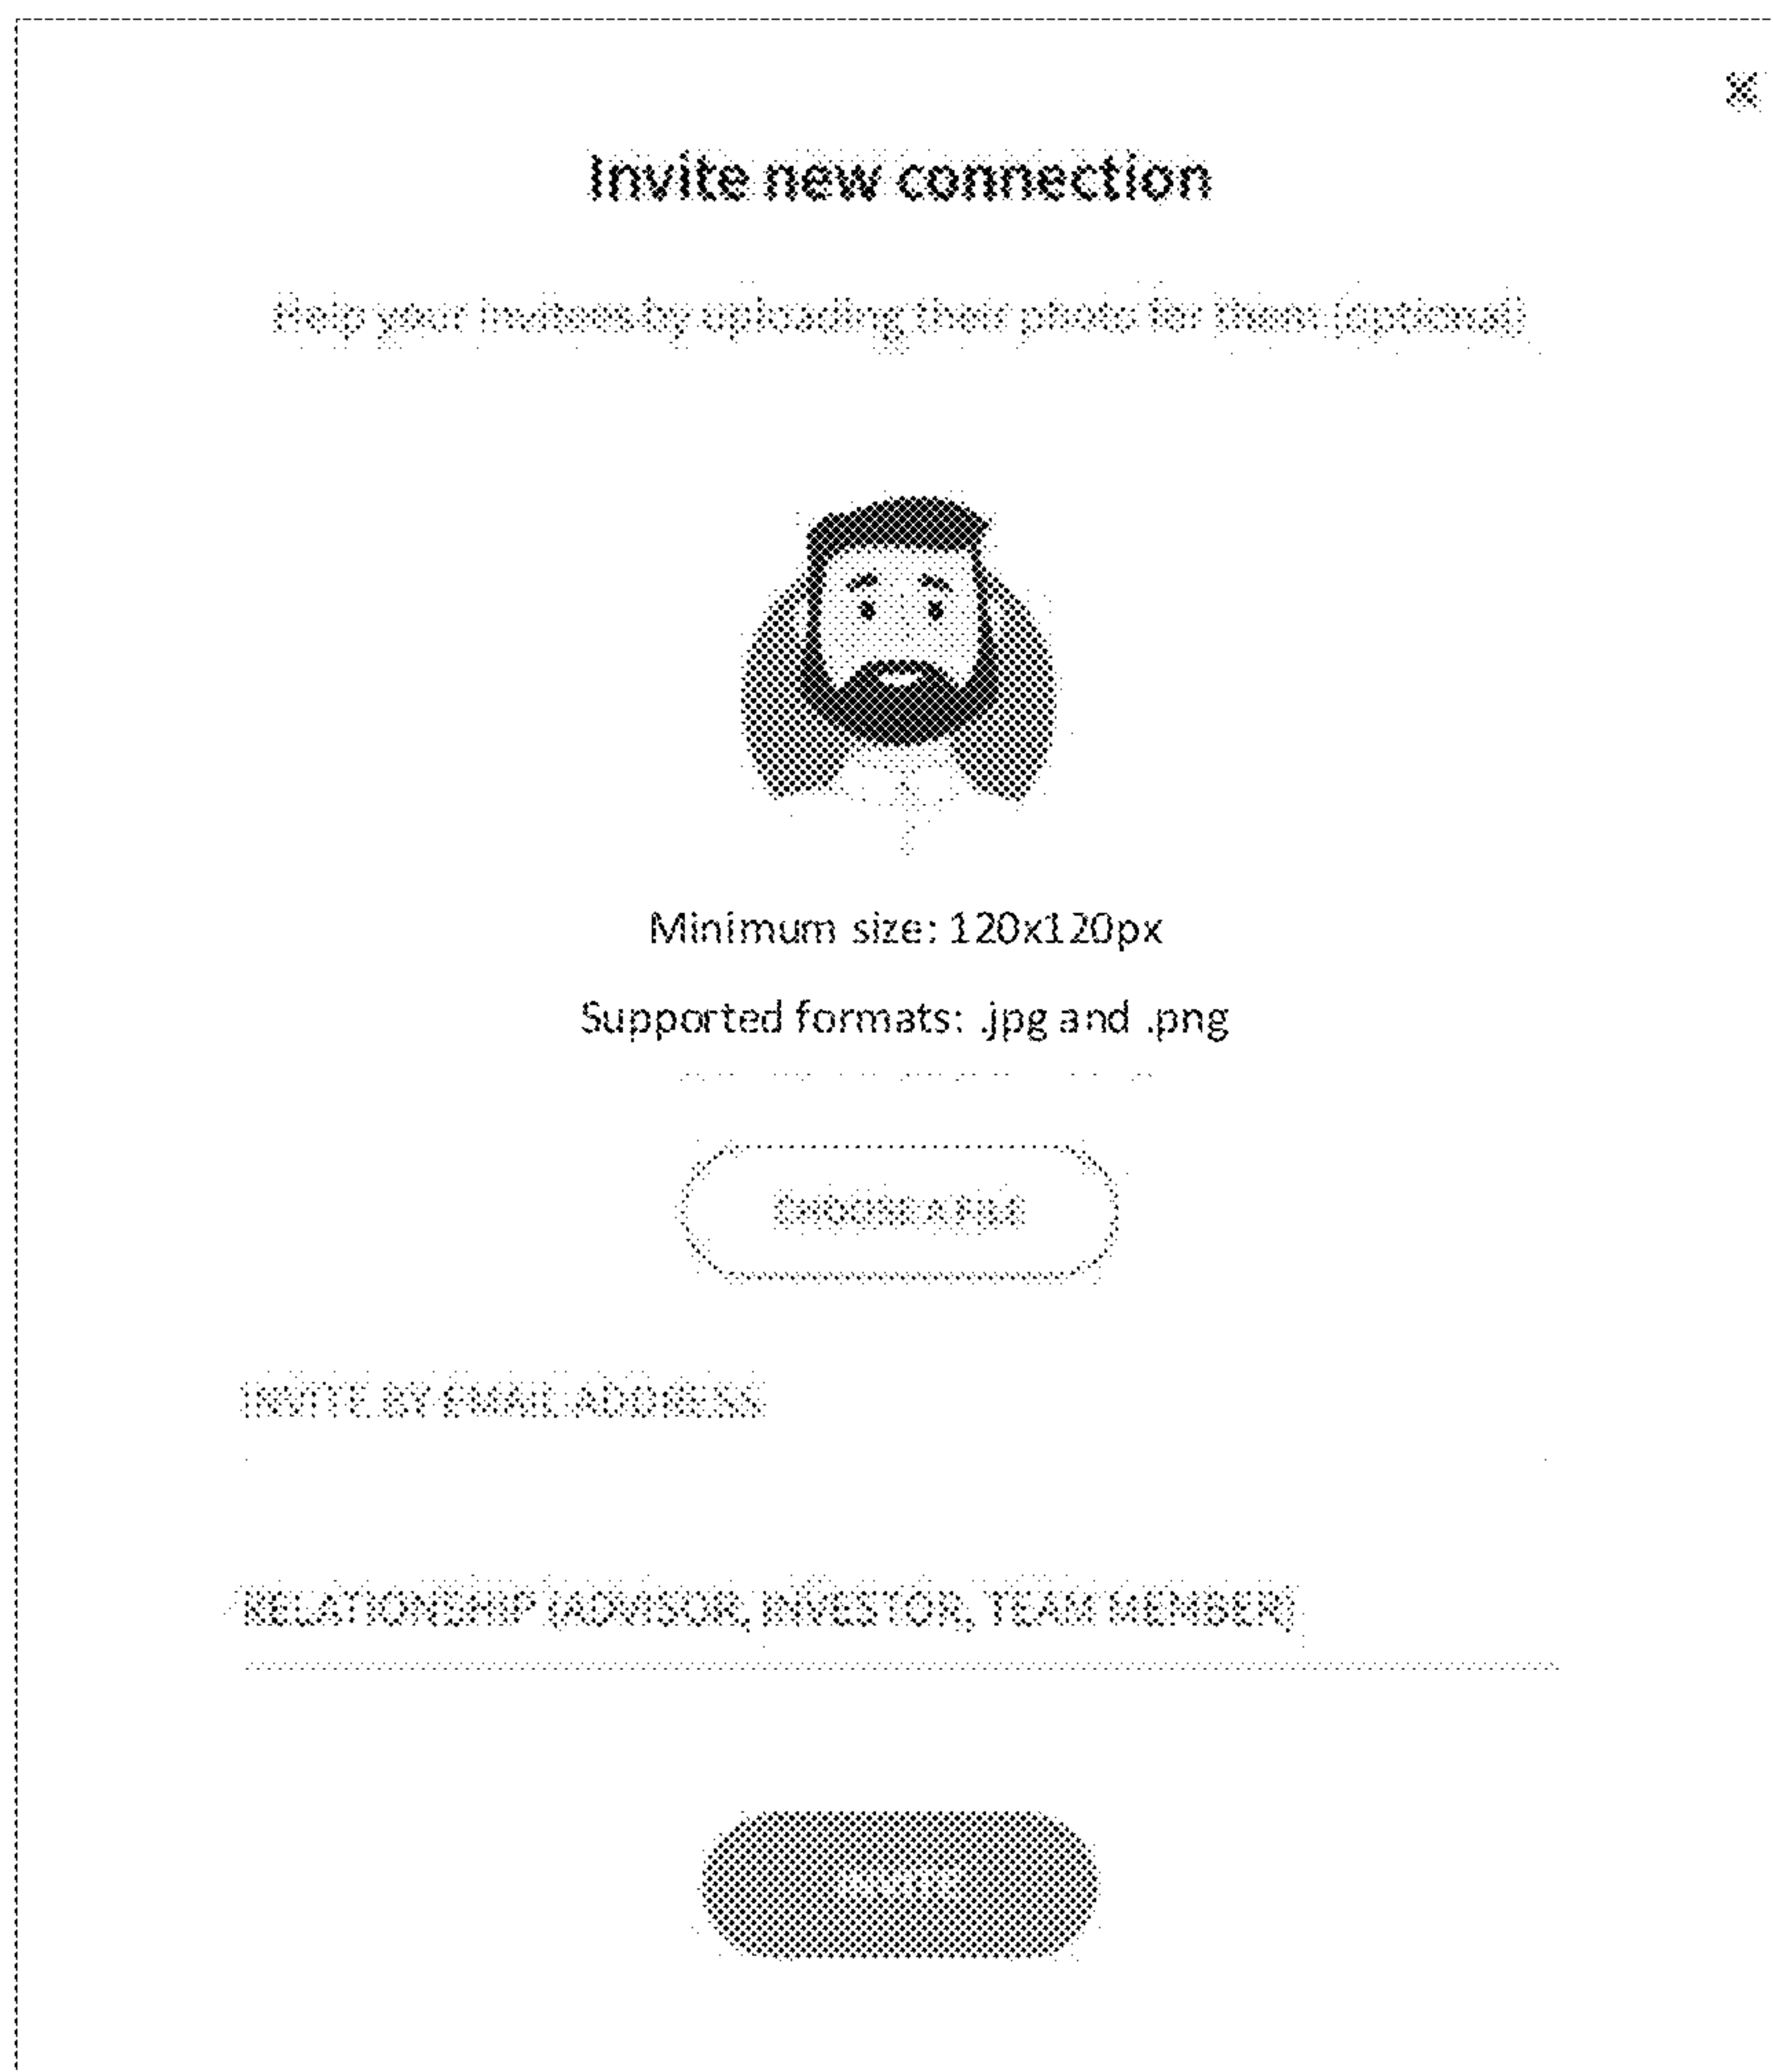 Invite new connection
Help your invitees by uploading their photo for them (optional)
Minimum size: 120x120px
Supported formats: .jpg and .png
CHOOSE A FILE
INVITE BY EMAIL ADDRESS
RELATIONSHIP (ADVISOR, INVESTOR, TEAM MEMBER)